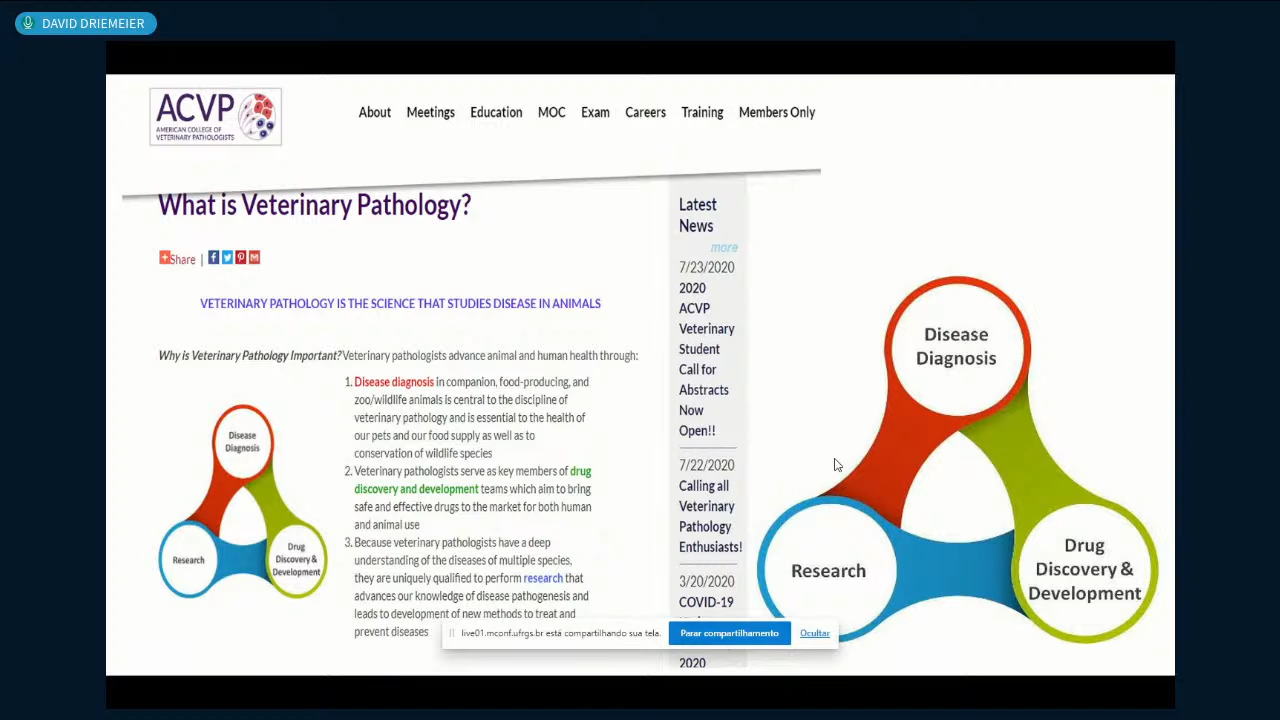 DAVID DRIEMEIER
ACVP
AMERICAN COLLEGE OF
VETERINARY PATHOLOGISTS
About Meetings Education MOC Exam Careers Training Members Only
What is Veterinary Pathology?
Share |
VETERINARY PATHOLOGY IS THE SCIENCE THAT STUDIES DISEASE IN ANIMALS
Why is Veterinary Pathology Important? Veterinary pathologists advance animal and human health through:
1. Disease diagnosis in companion, food-producing, and
zoo/wildlife animals is central to the discipline of
veterinary pathology and is essential to the health of
our pets and our food supply as well as to
conservation of wildlife species
2. Veterinary pathologists serve as key members of drug
discovery and development teams which aim to bring
safe and effective drugs to the market for both human
and animal use
3. Because veterinary pathologists have a deep
understanding of the diseases of multiple species,
they are uniquely qualified to perform research that
advances our knowledge of disease pathogenesis and
leads to development of new methods to treat and
prevent diseases
Disease
Diagnosis
Research
Drug
Discovery &
Development
Latest
News
more
7/23/2020
2020
ACVP
Veterinary
Student
Call for
Abstracts
Now
Open!!
7/22/2020
Calling all
Veterinary
Pathology
Enthusiasts!
3/20/2020
COVID-19
2020
Disease
Diagnosis
Research
Drug
Discovery &
Development
live01.mconf.ufrgs.br está compartilhando sua tela.
Parar compartilhamento
Ocultar